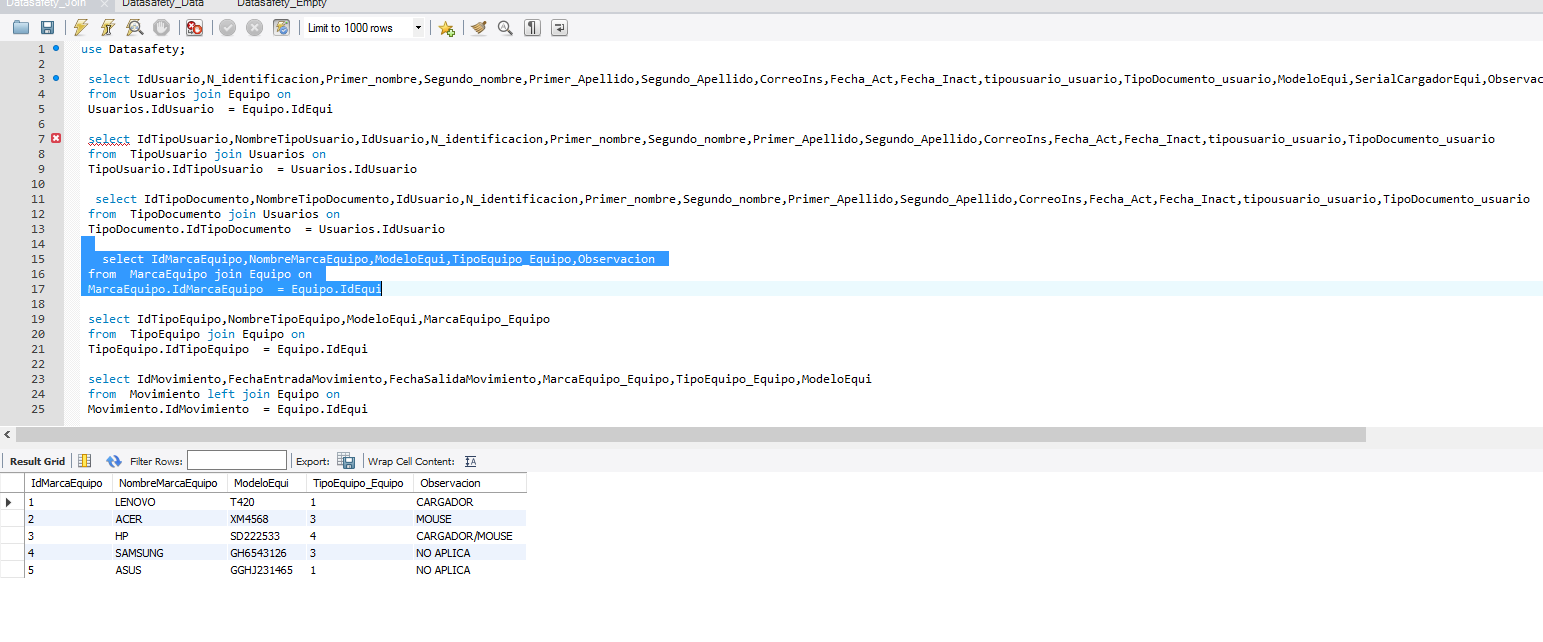 Datasafety_Join × Datasafety_Data Datasafety_Empty
Limit to 1000 rows
1 use Datasafety;
2
3 select IdUsuario,N_identificacion,Primer_nombre,Segundo_nombre,Primer_Apellido,Segundo_Apellido,CorreoIns,Fecha_Act,Fecha_Inact,tipousuario_usuario,TipoDocumento_usuario,ModeloEqui,SerialCargadorEqui,Observac
4 from Usuarios join Equipo on
5 Usuarios.IdUsuario = Equipo.IdEqui
6
7 select IdTipoUsuario,NombreTipoUsuario,IdUsuario,N_identificacion,Primer_nombre,Segundo_nombre,Primer_Apellido,Segundo_Apellido,CorreoIns,Fecha_Act,Fecha_Inact,tipousuario_usuario,TipoDocumento_usuario
8 from TipoUsuario join Usuarios on
9 TipoUsuario.IdTipoUsuario = Usuarios.IdUsuario
10
11 select IdTipoDocumento,NombreTipoDocumento,IdUsuario,N_identificacion,Primer_nombre,Segundo_nombre,Primer_Apellido,Segundo_Apellido,CorreoIns,Fecha_Act,Fecha_Inact,tipousuario_usuario,TipoDocumento_usuario
12 from TipoDocumento join Usuarios on
13 TipoDocumento.IdTipoDocumento = Usuarios.IdUsuario
14
15 select IdMarcaEquipo,NombreMarcaEquipo,ModeloEqui,TipoEquipo_Equipo,Observacion
16 from MarcaEquipo join Equipo on
17 MarcaEquipo.IdMarcaEquipo = Equipo.IdEqui
18
19 select IdTipoEquipo,NombreTipoEquipo,ModeloEqui,MarcaEquipo_Equipo
20 from TipoEquipo join Equipo on
21 TipoEquipo.IdTipoEquipo = Equipo.IdEqui
22
23 select IdMovimiento,FechaEntradaMovimiento,FechaSalidaMovimiento,MarcaEquipo_Equipo,TipoEquipo_Equipo,ModeloEqui
24 from Movimiento left join Equipo on
25 Movimiento.IdMovimiento = Equipo.IdEqui
Result Grid Filter Rows: Export: Wrap Cell Content:
IdMarcaEquipo NombreMarcaEquipo ModeloEqui TipoEquipo_Equipo Observacion
1 LENOVO T420 1 CARGADOR
2 ACER XM4568 3 MOUSE
3 HP SD222533 4 CARGADOR/MOUSE
4 SAMSUNG GH6543126 3 NO APLICA
5 ASUS GGHJ231465 1 NO APLICA